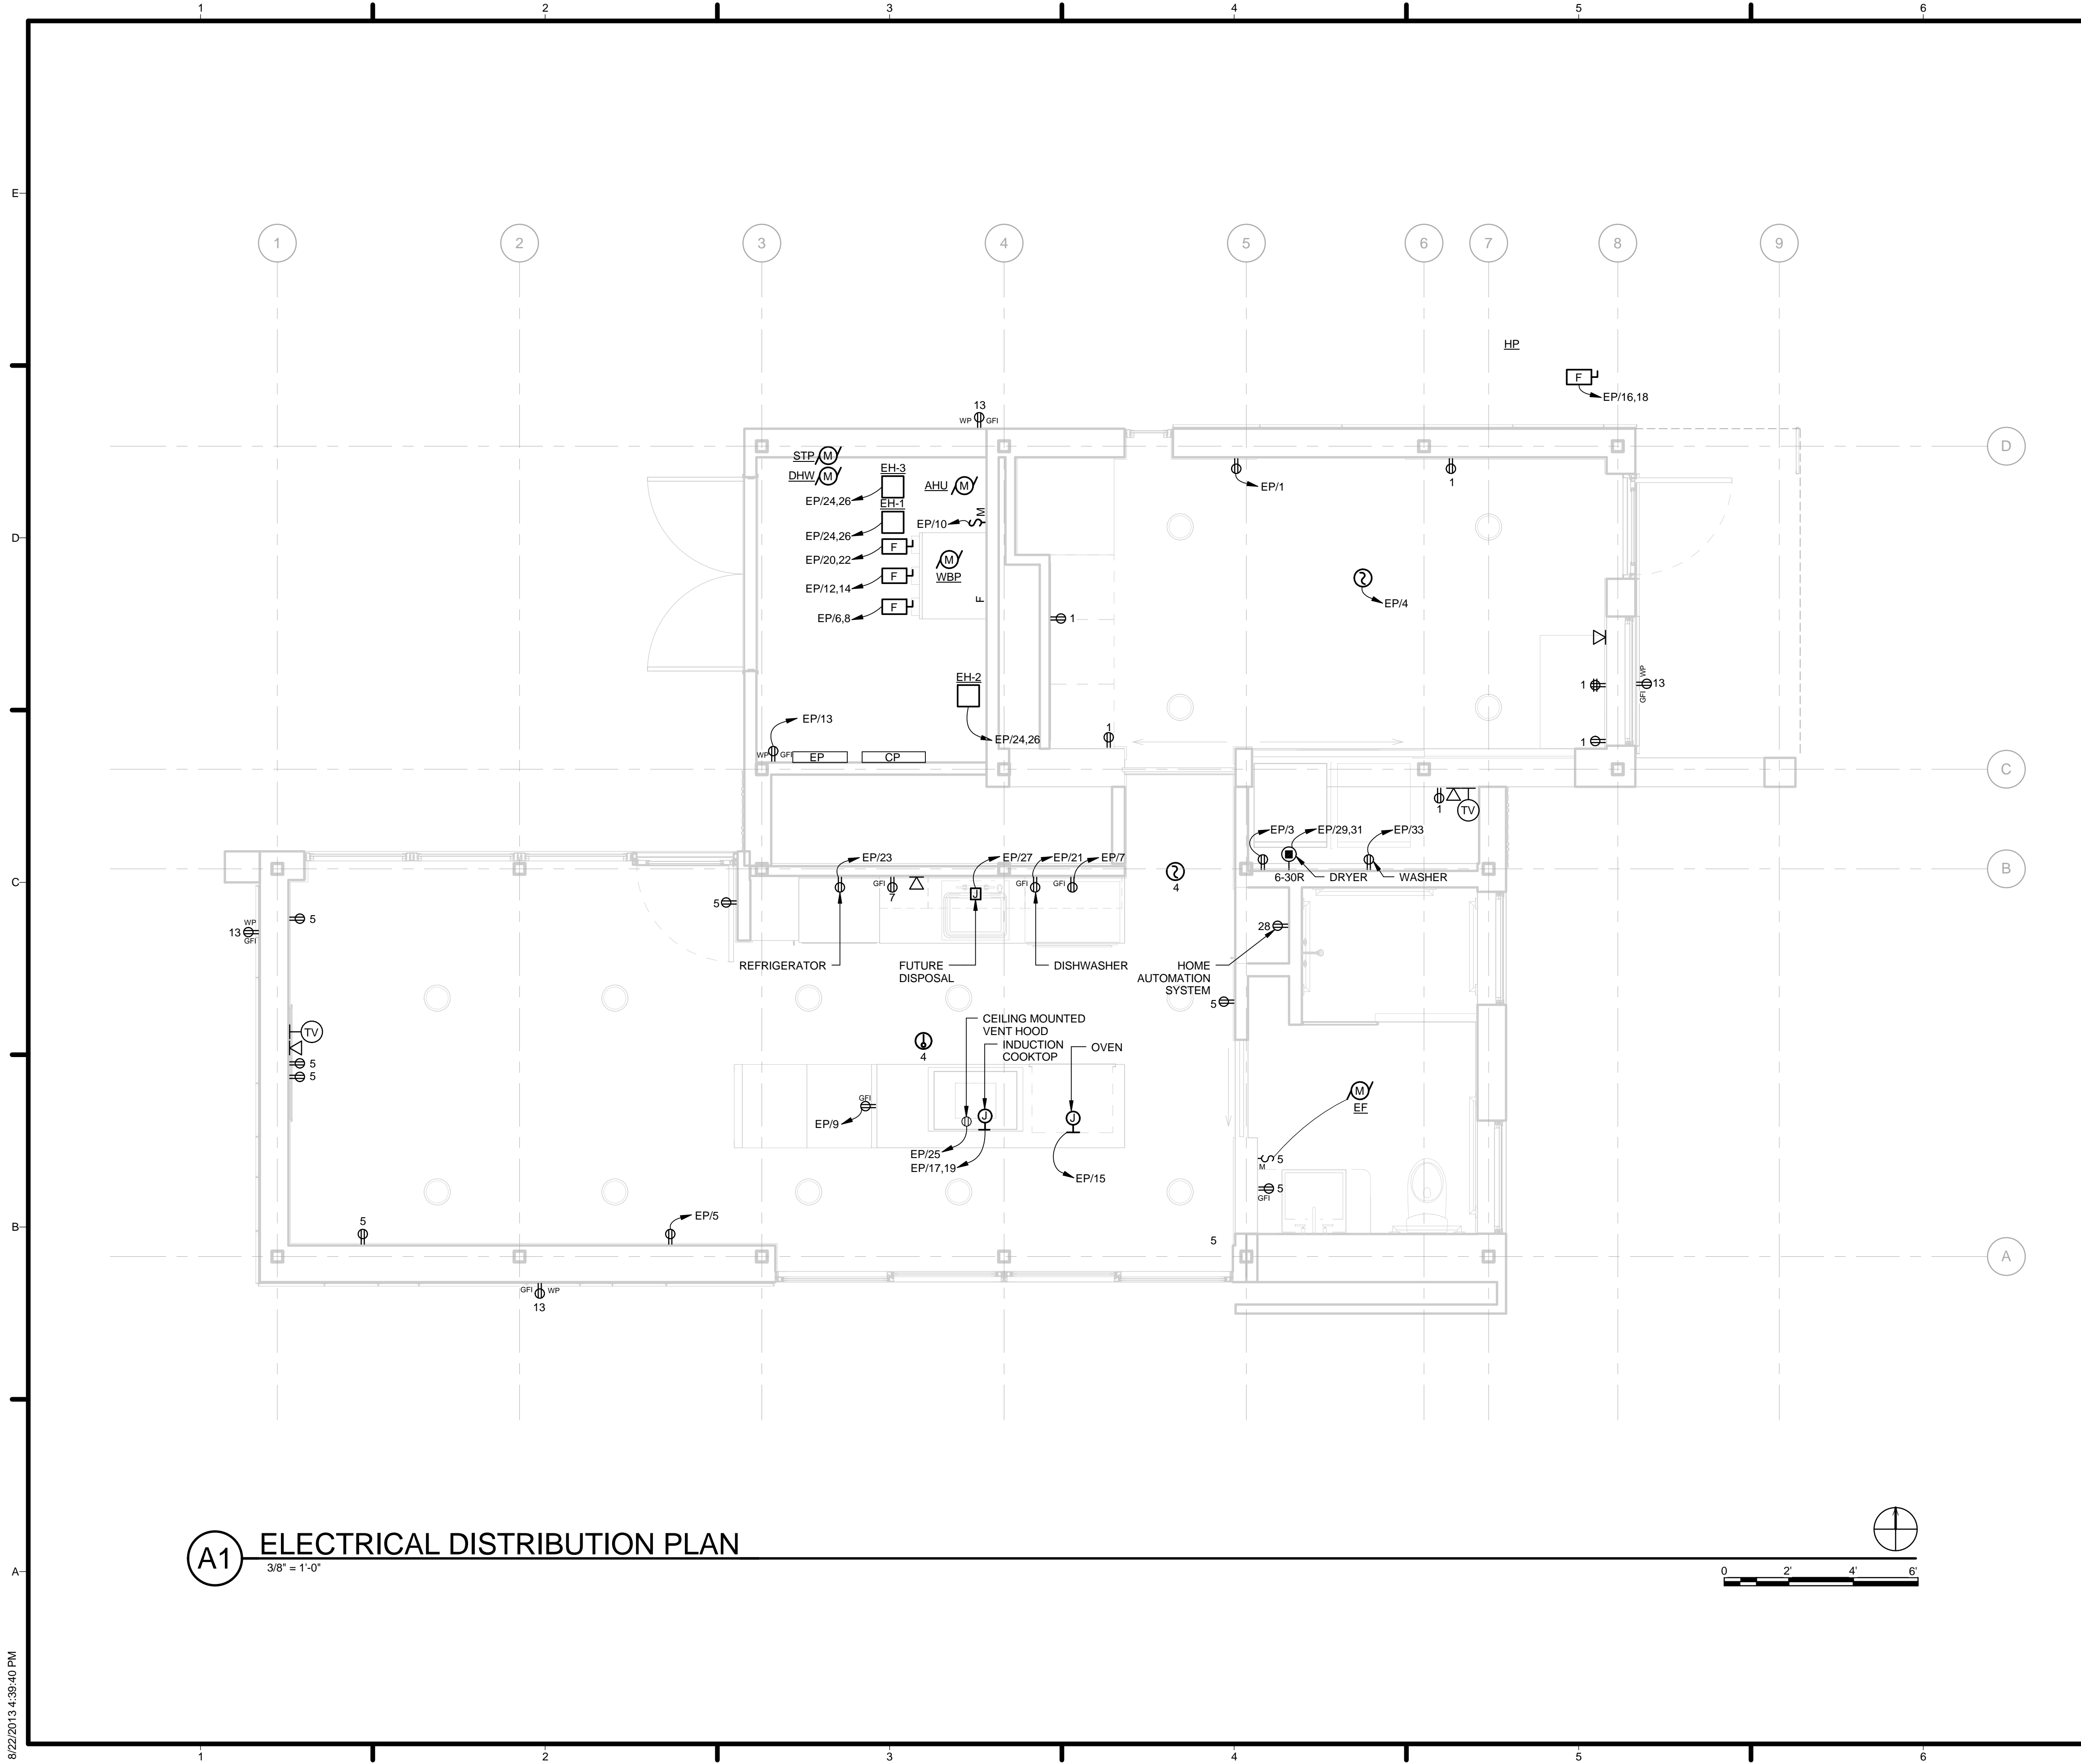 1 2 3 4 5 6
E
1 2 3 4 5 6 7 8 9
HP
F
EP/16,18
13
WP GFI
D
STP M
DHW M
EH-3
AHU M
EP/24,26
EH-1
EP/10
M
EP/24,26
F
EP/20,22
M
WBP
F
EP/12,14
F
F
EP/6,8
EP/1
1
D
EP/4
1
EH-2
EP/24,26
1
WP
GFI
13
1
EP/13
WP GFI
EP
CP
1
C
1
TV
EP/3
EP/29,31
EP/33
6-30R
DRYER
WASHER
EP/23
EP/27
EP/21
EP/7
GFI
7
J
GFI
GFI
4
B
C
5
5
WP
13
GFI
28
REFRIGERATOR
FUTURE
DISPOSAL
DISHWASHER
HOME
AUTOMATION
SYSTEM
5
TV
5
5
CEILING MOUNTED
VENT HOOD
INDUCTION
COOKTOP
OVEN
4
GFI
EP/9
J
J
EP/25
EP/17,19
EP/15
M
EF
5
M
5
GFI
B
5
EP/5
5
A
GFI WP
13
A1
ELECTRICAL DISTRIBUTION PLAN
3/8" = 1'-0"
0 2' 4' 6'
A
8/22/2013 4:39:40 PM
1 2 3 4 5 6